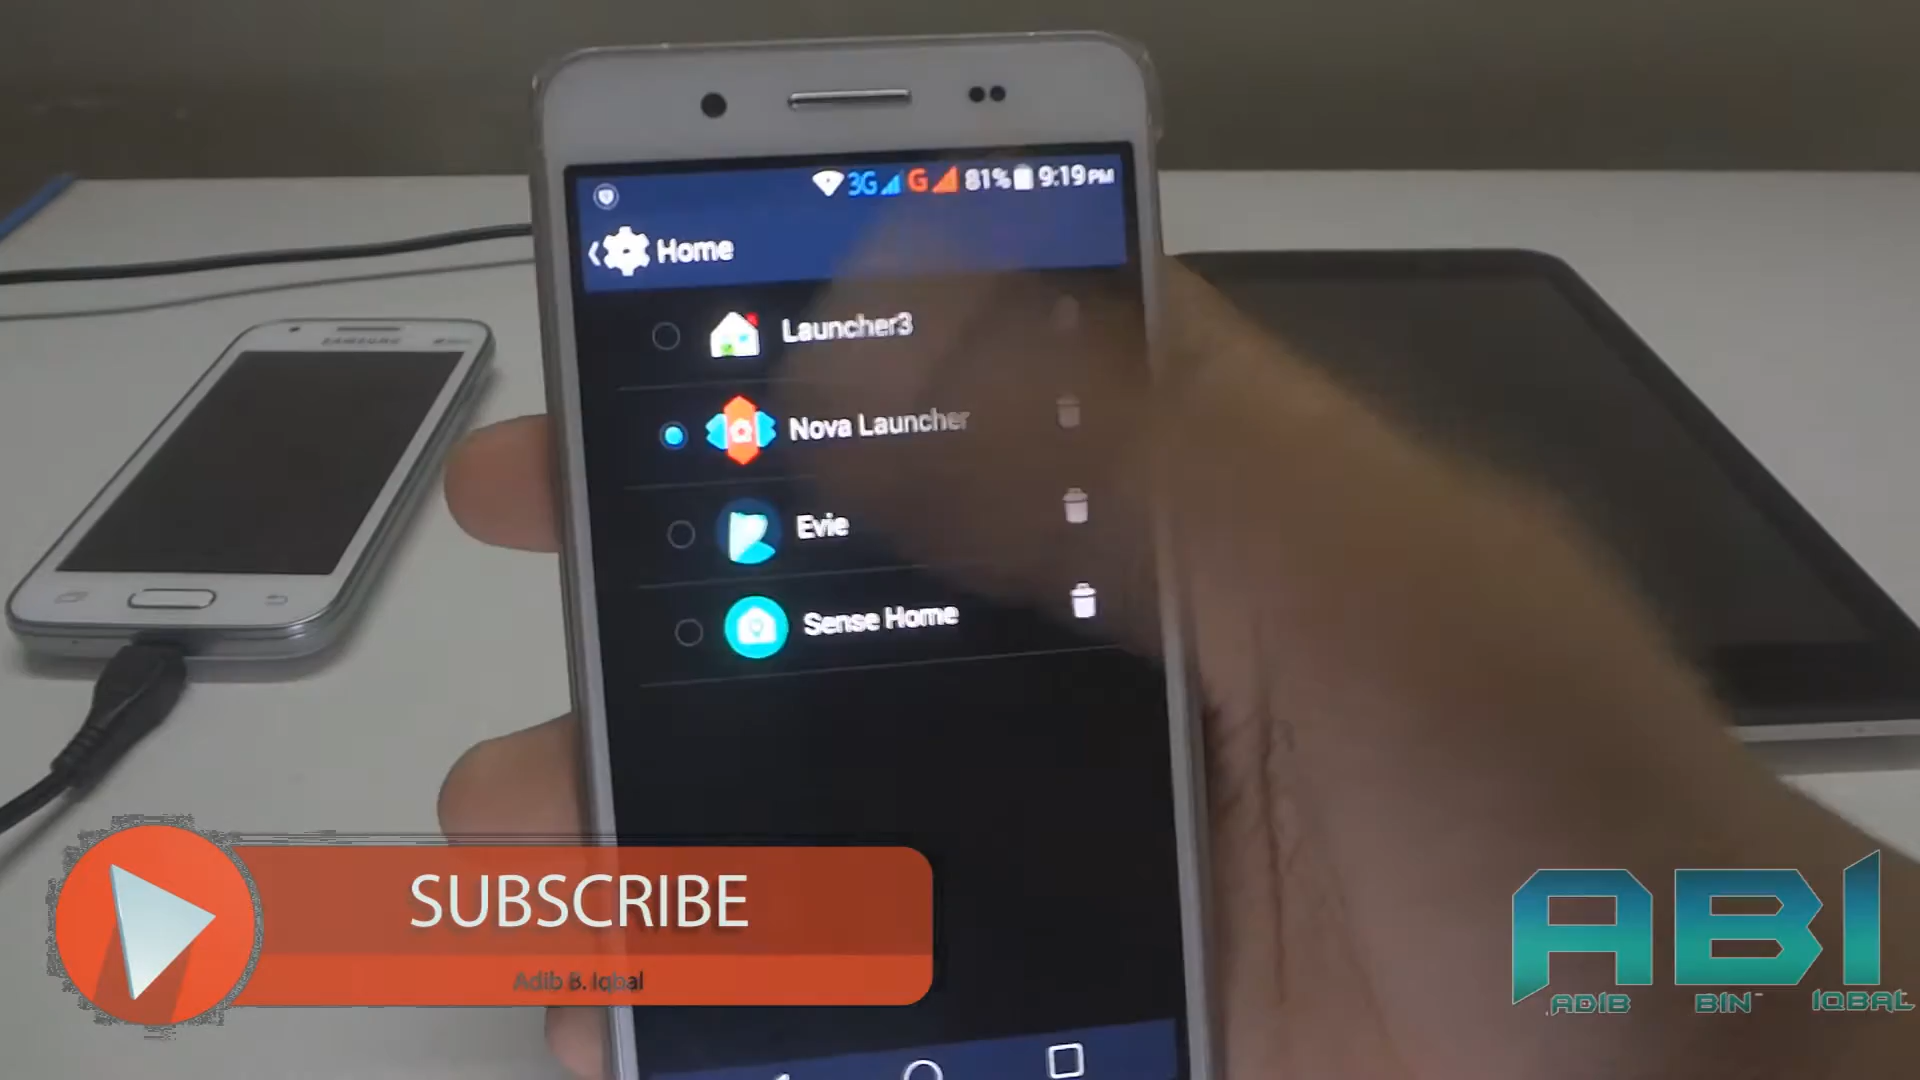 3G G 81% 9:19 PM
Home
Launcher3
Nova Launcher
Evie
Sense Home
SAMSUNG
SUBSCRIBE
Adib B. Iqbal
ABI
ADIB BIN IQBAL